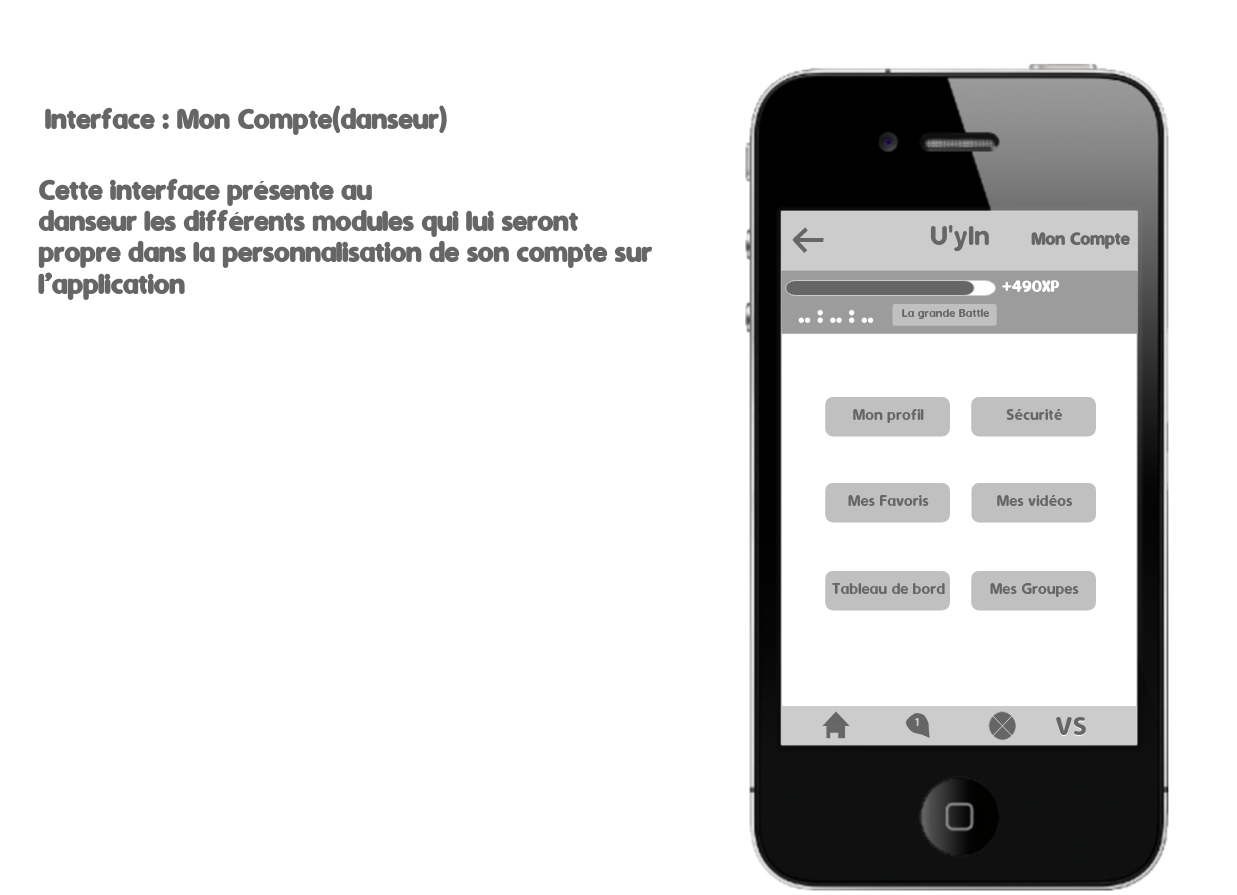 Interface : Mon Compte(danseur)
Cette interface présente au
danseur les différents modules qui lui seront
propre dans la personnalisation de son compte sur
l'application
U'yIn Mon Compte
+490XP
.. : .. : .. La grande Battle
Mon profil Sécurité
Mes Favoris Mes vidéos
Tableau de bord Mes Groupes
1 VS